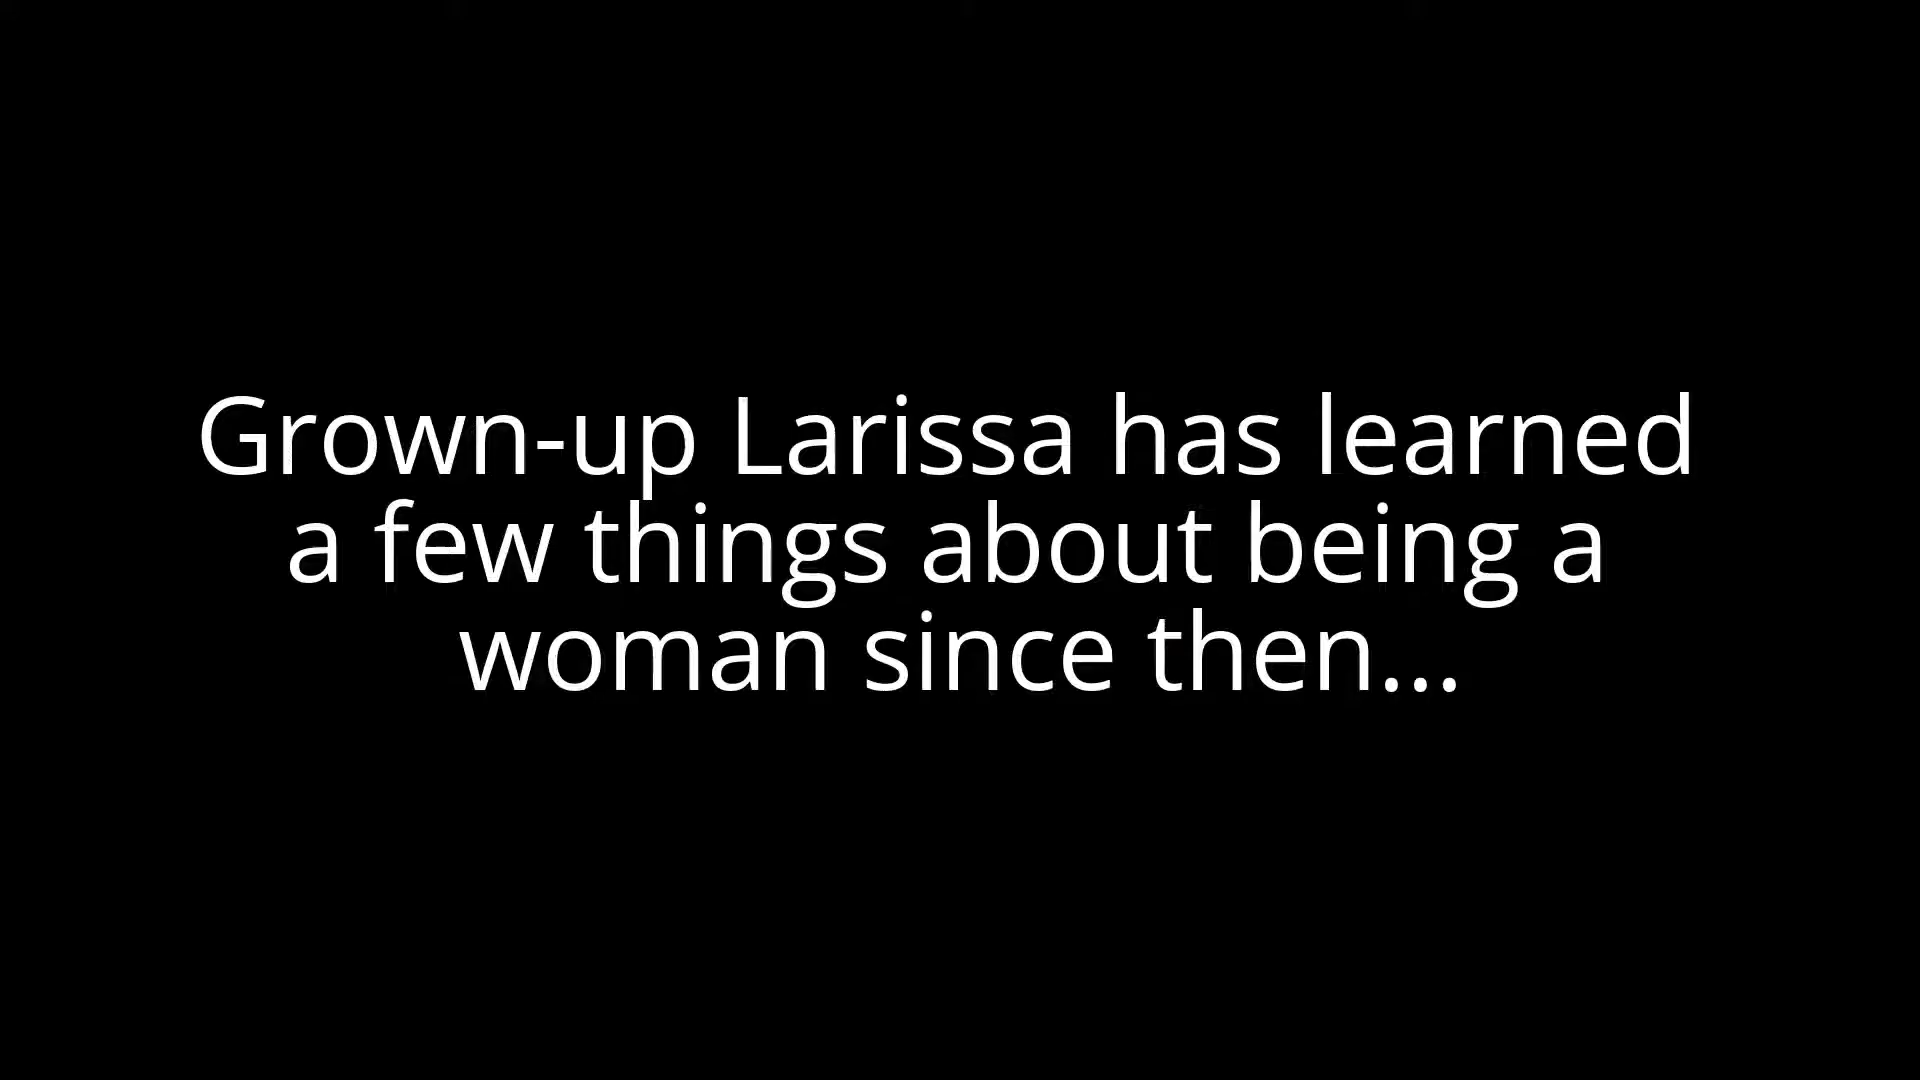 Grown-up Larissa has learned
a few things about being a
woman since then...